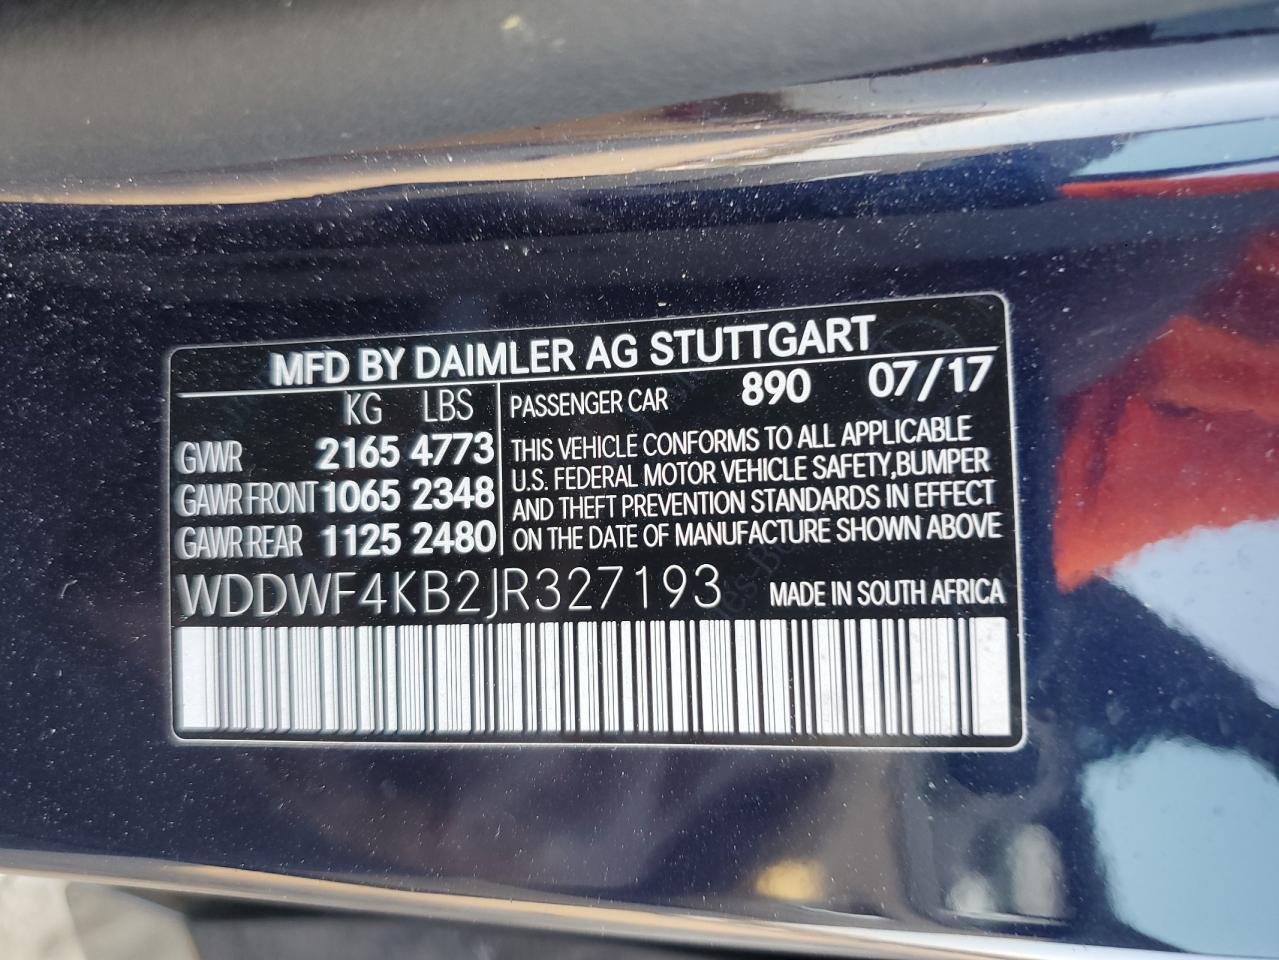 MFD BY DAIMLER AG STUTTGART
KG LBS
GVWR 2165 4773
GAWR FRONT 1065 2348
GAWR REAR 1125 2480
PASSENGER CAR 890 07/17
THIS VEHICLE CONFORMS TO ALL APPLICABLE
U.S. FEDERAL MOTOR VEHICLE SAFETY,BUMPER
AND THEFT PREVENTION STANDARDS IN EFFECT
ON THE DATE OF MANUFACTURE SHOWN ABOVE
WDDWF4KB2JR327193 MADE IN SOUTH AFRICA